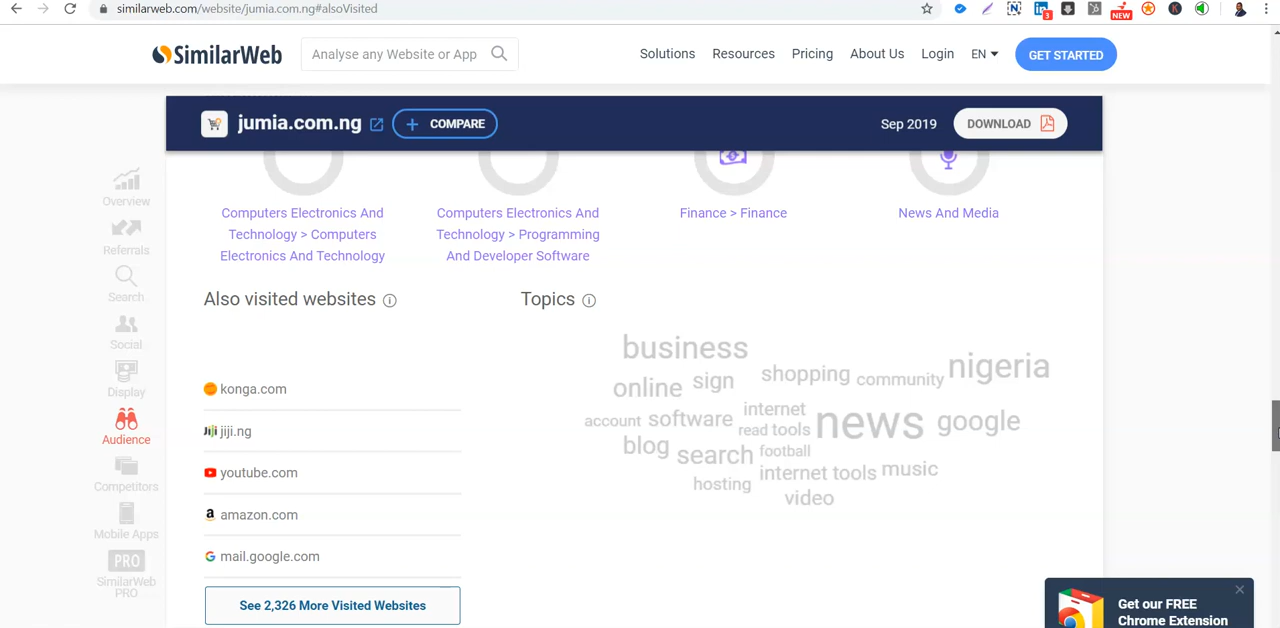 similarweb.com/website/jumia.com.ng#alsoVisited
3
NEW
SimilarWeb
Analyse any Website or App
Solutions
Resources
Pricing
About Us
Login
EN
GET STARTED
jumia.com.ng
+ COMPARE
Sep 2019
DOWNLOAD
Overview
Referrals
Search
Social
Display
Audience
Competitors
Mobile Apps
PRO
SimilarWeb
PRO
Computers Electronics And
Technology > Computers
Electronics And Technology
Computers Electronics And
Technology > Programming
And Developer Software
Finance > Finance
News And Media
Also visited websites
konga.com
jiji.ng
youtube.com
amazon.com
mail.google.com
See 2,326 More Visited Websites
Topics
business
nigeria
shopping
community
online
sign
internet
account
software
news
google
read
tools
blog
search
football
internet tools
music
hosting
video
Get our FREE
Chrome Extension